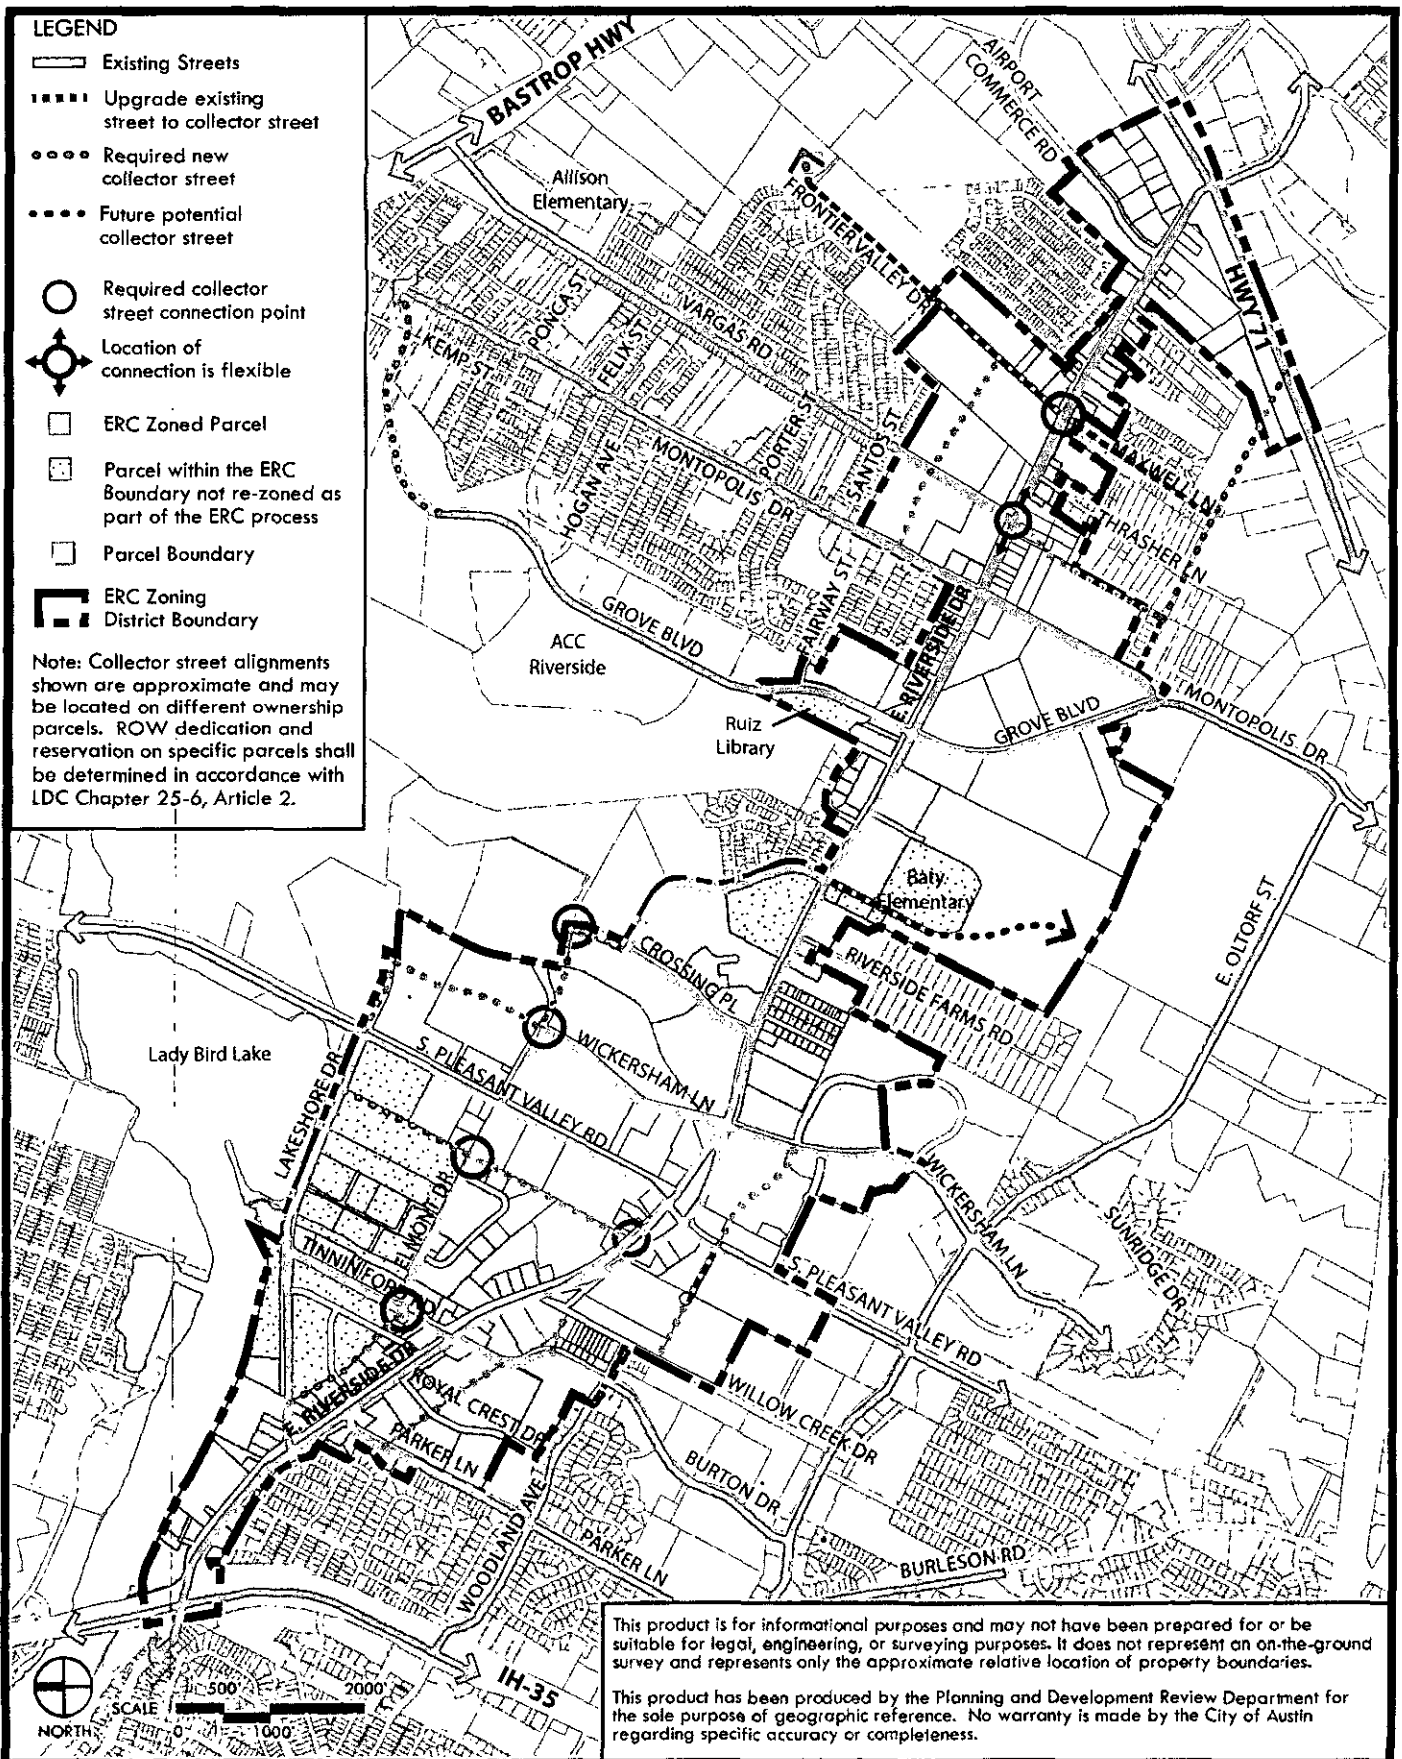 LEGEND
Existing Streets
Upgrade existing
street to collector street
Required new
collector street
Future potential
collector street
Required collector
street connection point
Location of
connection is flexible
ERC Zoned Parcel
Parcel within the ERC
Boundary not re-zoned as
part of the ERC process
Parcel Boundary
ERC Zoning
District Boundary
Note: Collector street alignments
shown are approximate and may
be located on different ownership
parcels. ROW dedication and
reservation on specific parcels shall
be determined in accordance with
LDC Chapter 25-6, Article 2.
BASTROP HWY
AIRPORT
COMMERCE RD
Allison
Elementary
FRONTIER VALLEY DR
HWY 71
VARGAS RD
PONCA ST
FELIX ST
KEMP ST
PORTER ST
SANTOS ST
MONTOPOLIS DR
HOGAN AVE
MAXWELL LN
THRASHER LN
FAIRWAY ST
GROVE BLVD
ACC
Riverside
E. RIVERSIDE DR
Ruiz
Library
GROVE BLVD
MONTOPOLIS DR
Baty
Elementary
E. OLTORF ST
CROSSING PL
RIVERSIDE FARMS RD
Lady Bird Lake
WICKERSHAM LN
S. PLEASANT VALLEY RD
LAKESHORE DR
ELMONT DR
TINNIN FORD RD
WICKERSHAM LN
SUNRIDGE DR
S. PLEASANT VALLEY RD
E. RIVERSIDE DR
ROYAL CREST DR
PARKER LN
WILLOW CREEK DR
BURTON DR
WOODLAND AVE
PARKER LN
BURLESON RD
IH-35
NORTH
SCALE
500
2000
0
1000
This product is for informational purposes and may not have been prepared for or be
suitable for legal, engineering, or surveying purposes. It does not represent an on-the-ground
survey and represents only the approximate relative location of property boundaries.
This product has been produced by the Planning and Development Review Department for
the sole purpose of geographic reference. No warranty is made by the City of Austin
regarding specific accuracy or completeness.